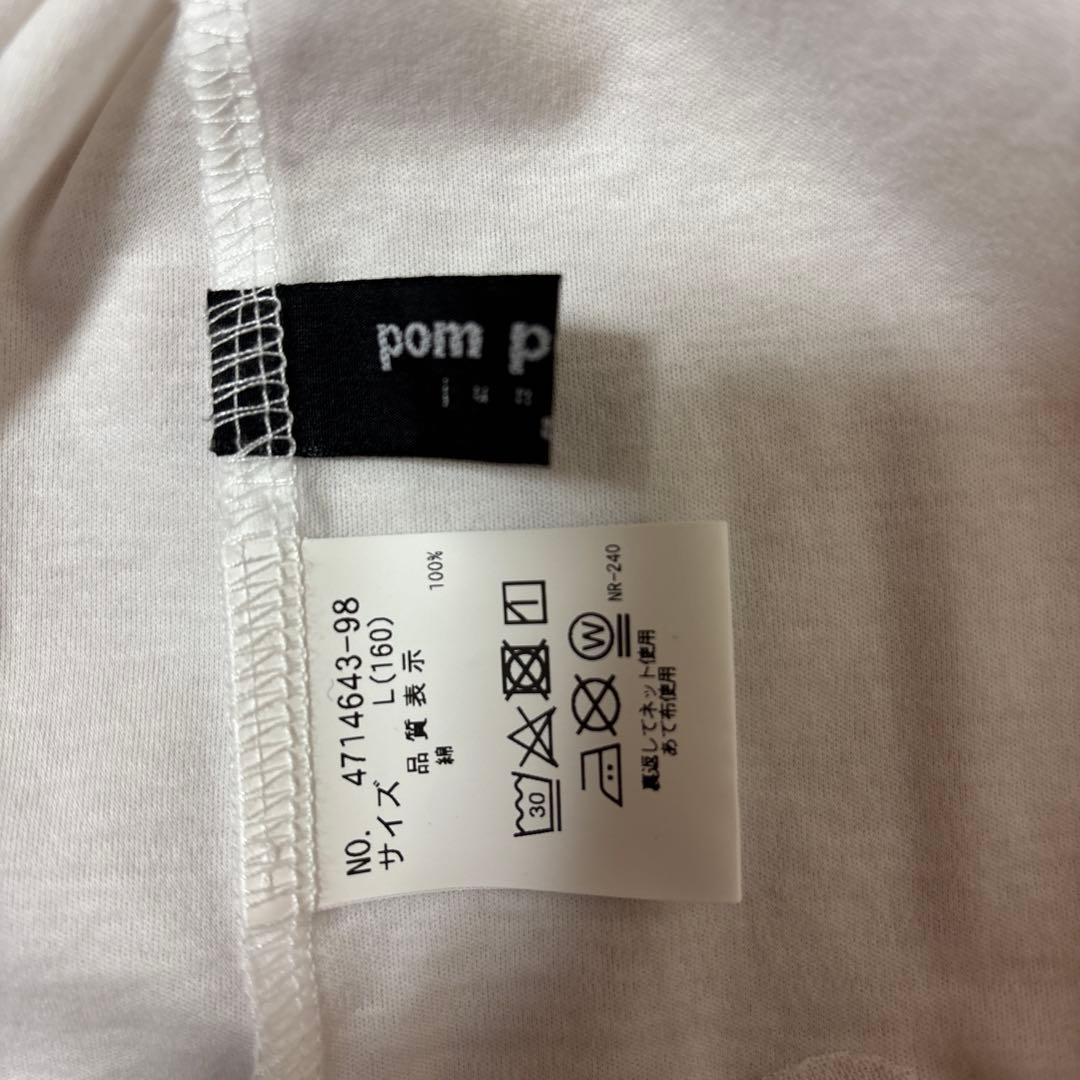 pom
NO. 4714643-98
サイズ L(160)
品質表示
綿 100%
30
W
NR-240
裏返してネット使用
あて布使用